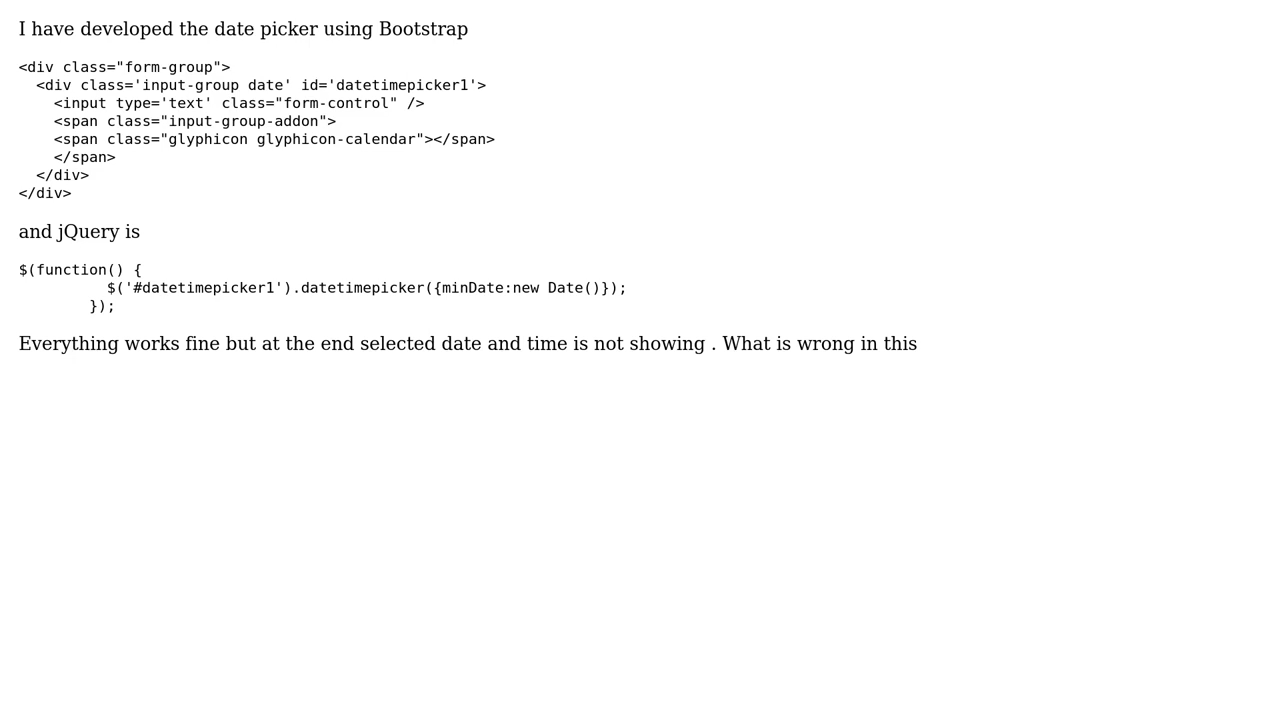 I have developed the date picker using Bootstrap
<div class="form-group">
  <div class='input-group date' id='datetimepicker1'>
    <input type='text' class="form-control" />
    <span class="input-group-addon">
    <span class="glyphicon glyphicon-calendar"></span>
    </span>
  </div>
</div>
and jQuery is
$(function() {
          $('#datetimepicker1').datetimepicker({minDate:new Date()});
        });
Everything works fine but at the end selected date and time is not showing . What is wrong in this